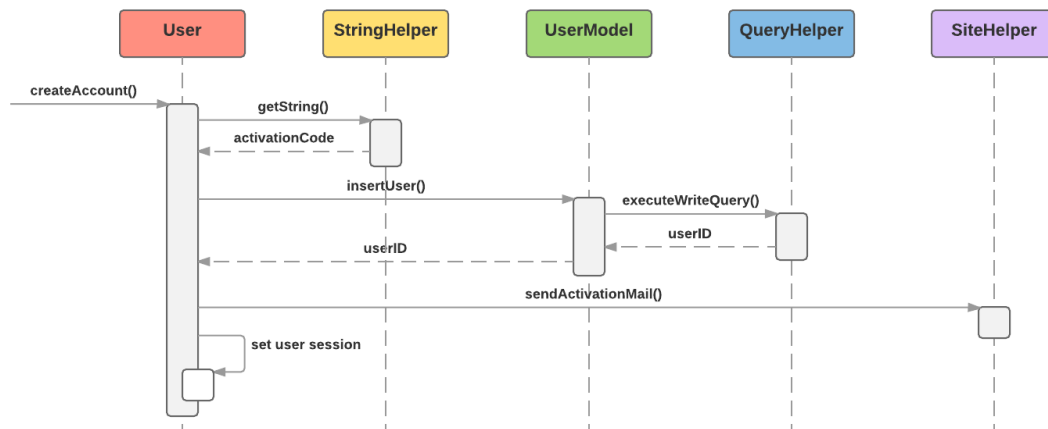 User
StringHelper
UserModel
QueryHelper
SiteHelper
createAccount()
getString()
activationCode
insertUser()
executeWriteQuery()
userID
userID
sendActivationMail()
set user session